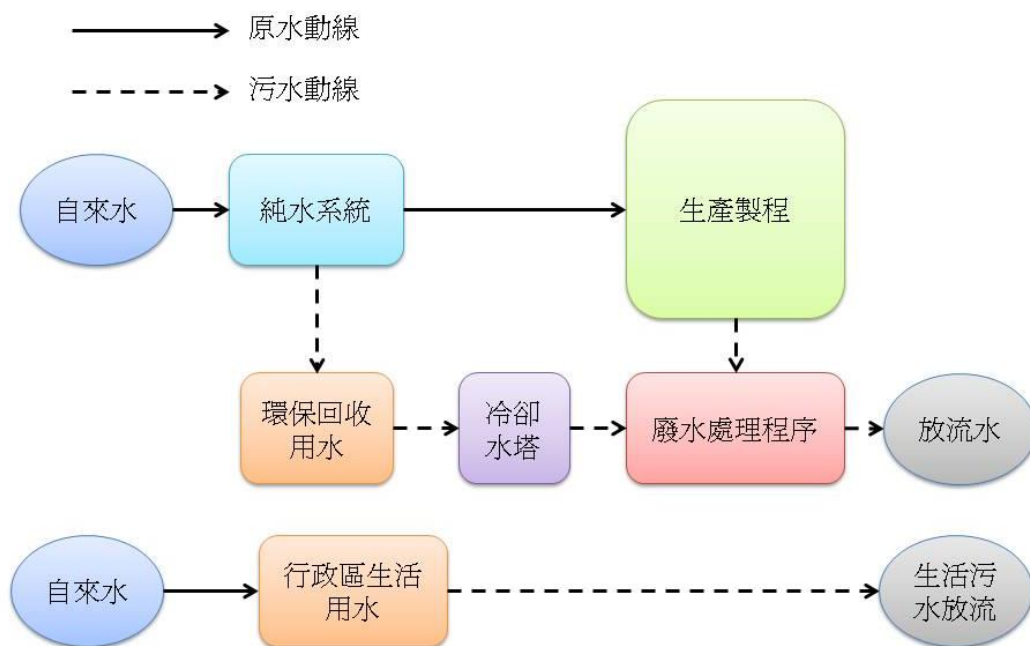 原水動線
污水動線
自來水
純水系統
生產製程
環保回收
用水
冷卻
水塔
廢水處理程序
放流水
自來水
行政區生活
用水
生活污
水放流